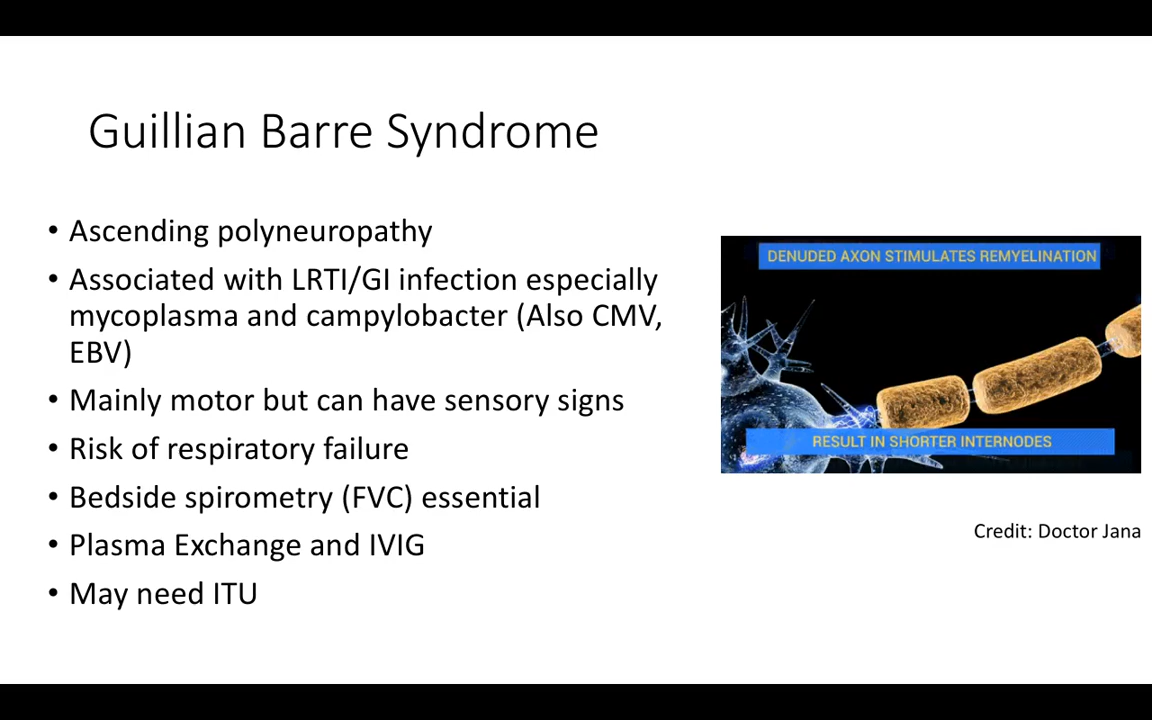 Guillian Barre Syndrome
• Ascending polyneuropathy
• Associated with LRTI/GI infection especially
mycoplasma and campylobacter (Also CMV,
EBV)
• Mainly motor but can have sensory signs
• Risk of respiratory failure
• Bedside spirometry (FVC) essential
• Plasma Exchange and IVIG
• May need ITU
DENUDED AXON STIMULATES REMYELINATION
RESULT IN SHORTER INTERNODES
Credit: Doctor Jana